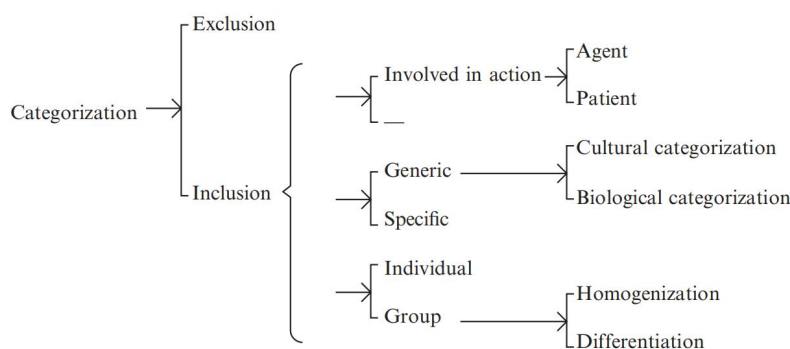 Categorization
Exclusion
Inclusion
Involved in action
—
Agent
Patient
Generic
Specific
Cultural categorization
Biological categorization
Individual
Group
Homogenization
Differentiation